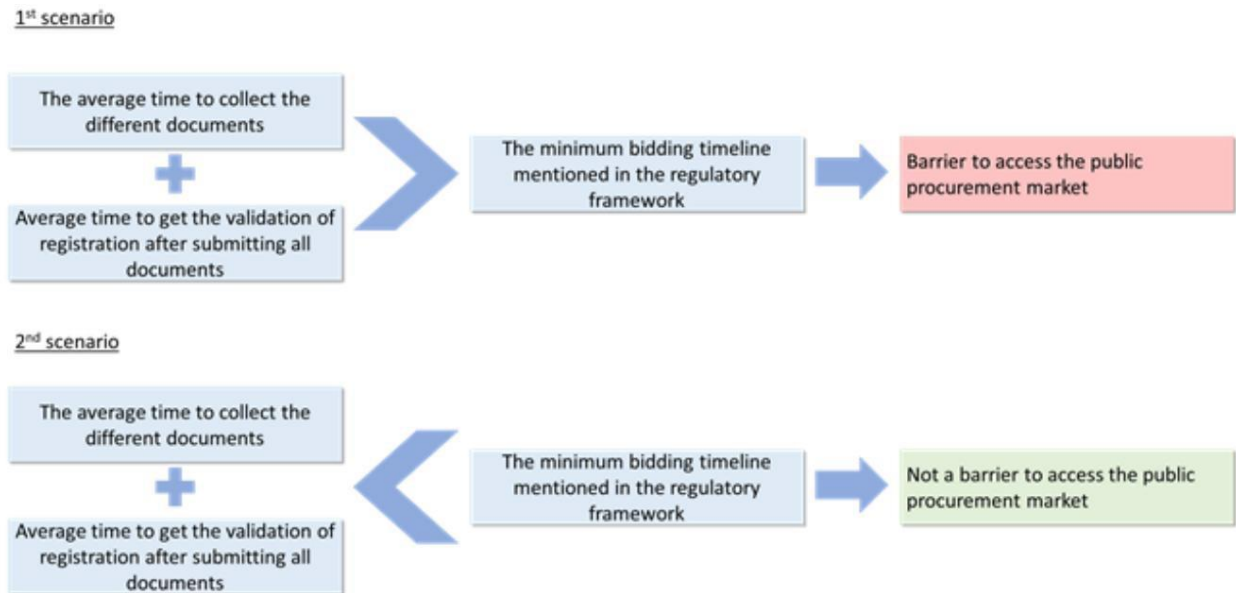 1st scenario
The average time to collect the
different documents
Average time to get the validation of
registration after submitting all
documents
The minimum bidding timeline
mentioned in the regulatory
framework
Barrier to access the public
procurement market
2nd scenario
The average time to collect the
different documents
Average time to get the validation of
registration after submitting all
documents
The minimum bidding timeline
mentioned in the regulatory
framework
Not a barrier to access the public
procurement market